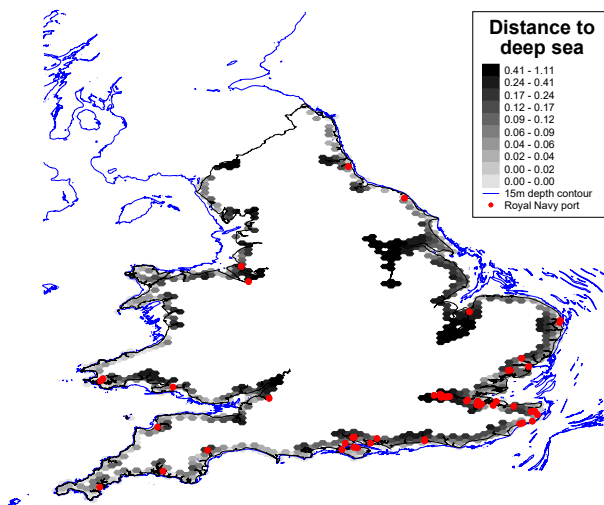 Distance to
deep sea
0.41 - 1.11
0.24 - 0.41
0.17 - 0.24
0.12 - 0.17
0.09 - 0.12
0.06 - 0.09
0.04 - 0.06
0.02 - 0.04
0.00 - 0.02
0.00 - 0.00
15m depth contour
Royal Navy port